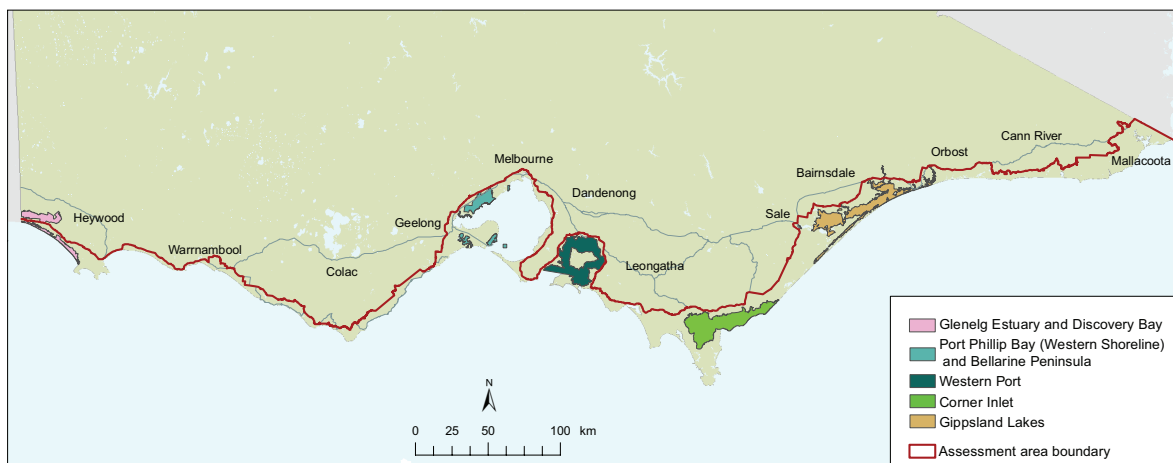 Melbourne
Cann River
Orbost
Mallacoota
Bairnsdale
Dandenong
Heywood
Geelong
Sale
Warrnambool
Colac
Leongatha
Glenelg Estuary and Discovery Bay
Port Phillip Bay (Western Shoreline)
and Bellarine Peninsula
Western Port
Corner Inlet
Gippsland Lakes
Assessment area boundary
N
0 25 50 100 km